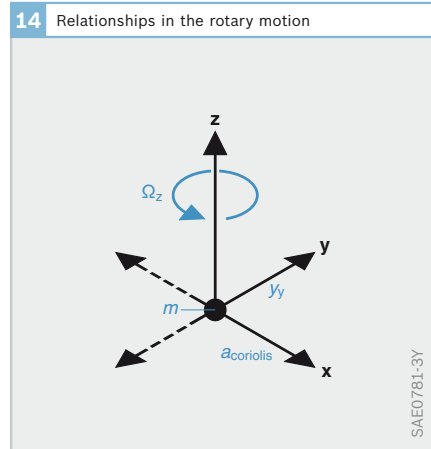 14 Relationships in the rotary motion
z
Ωz
y
yy
m
acoriolis
x
SAE0781-3Y